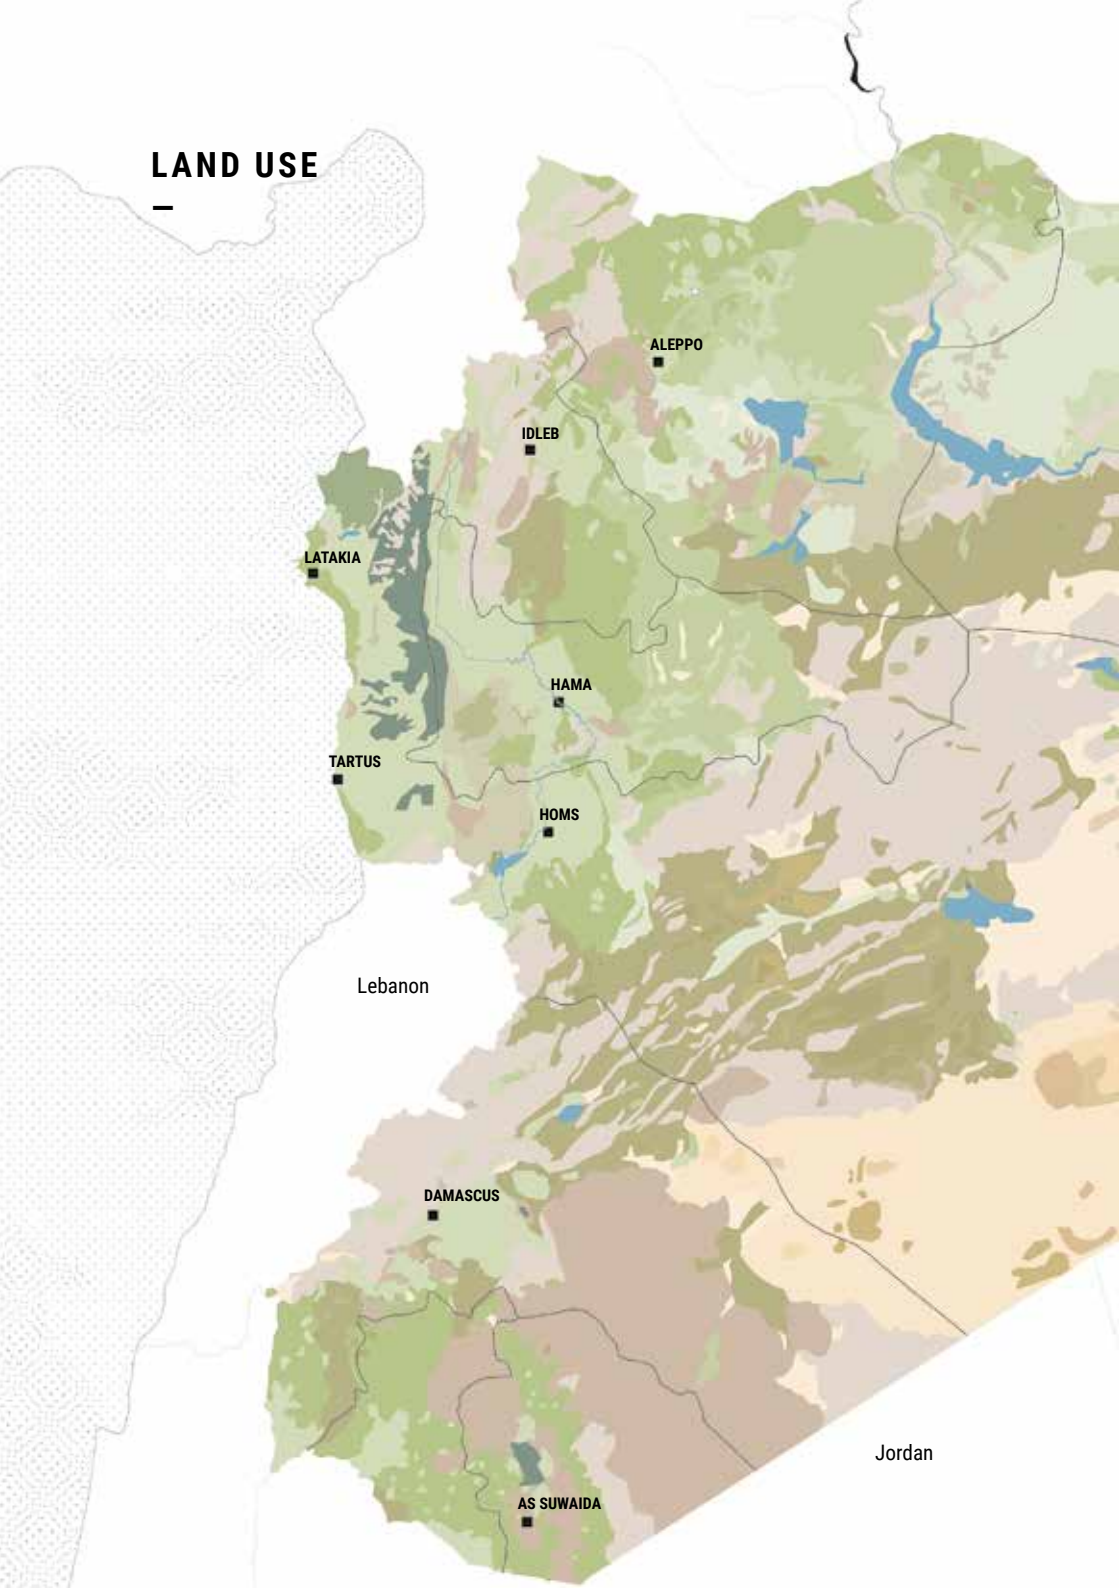 LAND USE
ALEPPO
IDLEB
LATAKIA
HAMA
TARTUS
HOMS
Lebanon
DAMASCUS
Jordan
AS SUWAIDA